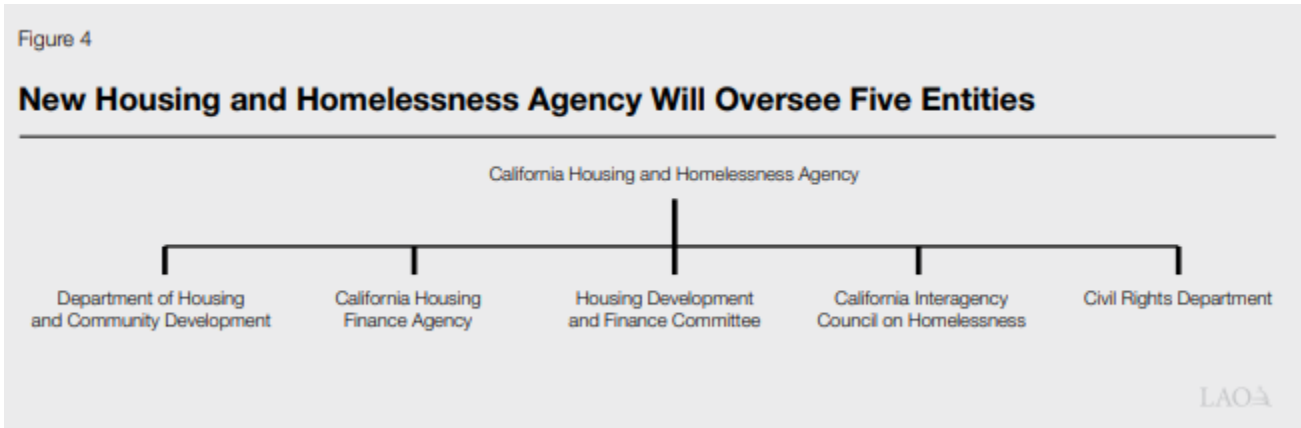 Figure 4
New Housing and Homelessness Agency Will Oversee Five Entities
California Housing and Homelessness Agency
Department of Housing
and Community Development
California Housing
Finance Agency
Housing Development
and Finance Committee
California Interagency
Council on Homelessness
Civil Rights Department
LAO